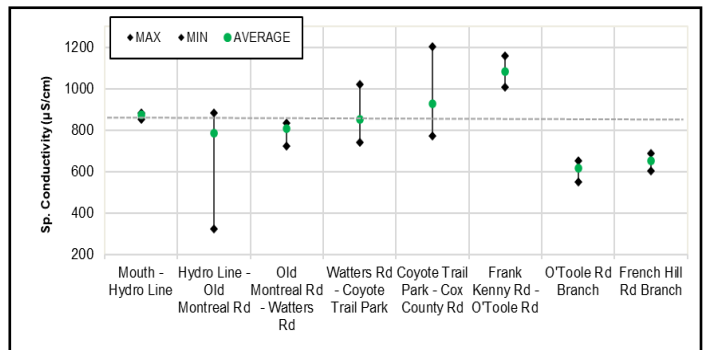 MAX MIN AVERAGE
Sp. Conductivity (µS/cm)
1200
1000
800
600
400
200
Mouth - Hydro Line
Hydro Line - Old Montreal Rd
Old Montreal Rd - Watters Rd
Watters Rd - Coyote Trail Park
Coyote Trail Park - Cox County Rd
Frank Kenny Rd - O'Toole Rd
O'Toole Rd Branch
French Hill Rd Branch